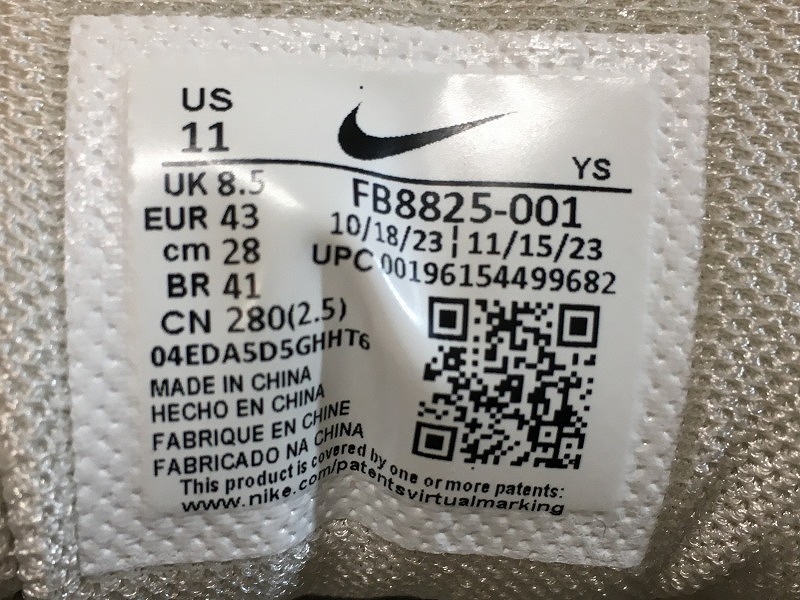 US
11
YS
UK 8.5
EUR 43
cm 28
BR 41
CN 280(2.5)
04EDA5D5GHHT6
FB8825-001
10/18/23 | 11/15/23
UPC 00196154499682
MADE IN CHINA
HECHO EN CHINA
FABRIQUE EN CHINE
FABRICADO NA CHINA
This product is covered by one or more patents:
www.nike.com/patentsvirtualmarking